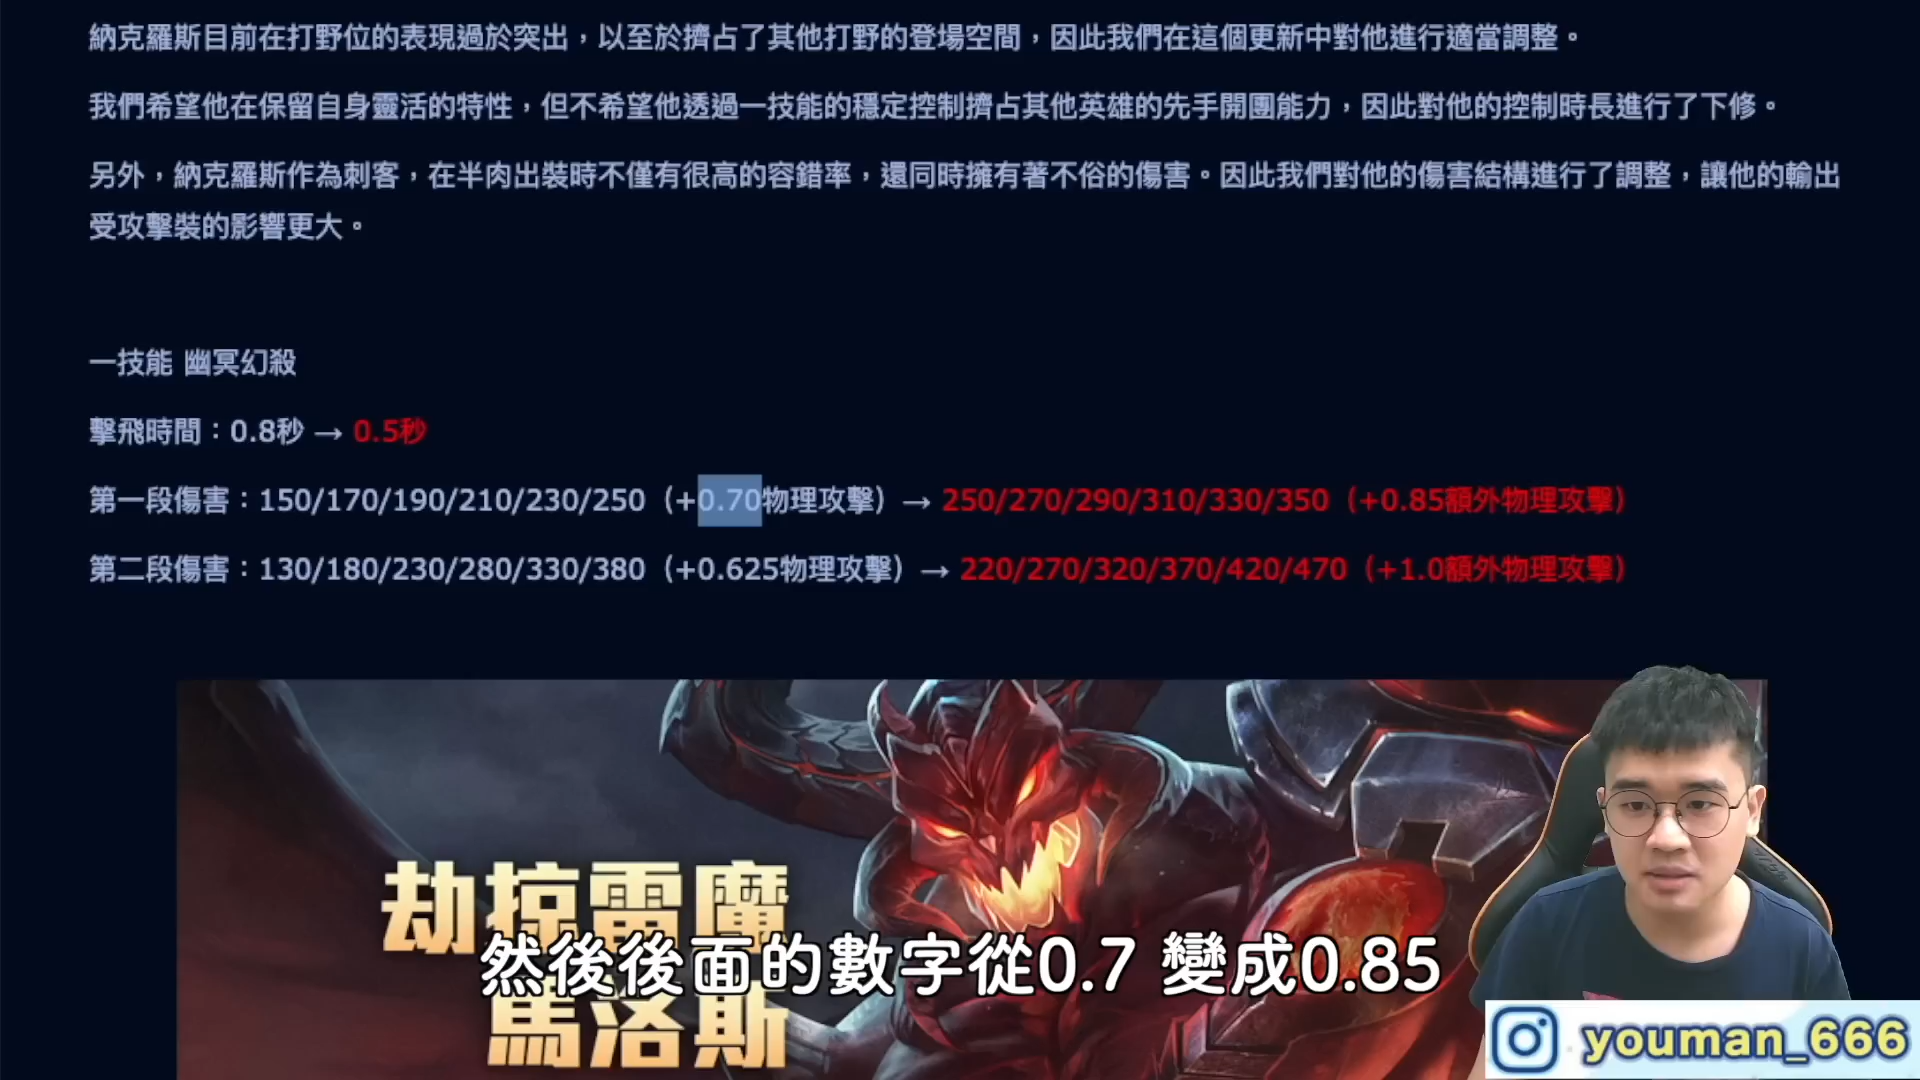 納克羅斯目前在打野位的表現過於突出，以至於擠占了其他打野的登場空間，因此我們在這個更新中對他進行適當調整。
我們希望他在保留自身靈活的特性，但不希望他透過一技能的穩定控制擠占其他英雄的先手開團能力，因此對他的控制時長進行了下修。
另外，納克羅斯作為刺客，在半肉出裝時不僅有很高的容錯率，還同時擁有著不俗的傷害。因此我們對他的傷害結構進行了調整，讓他的輸出
受攻擊裝的影響更大。
一技能 幽冥幻殺
擊飛時間：0.8秒 → 0.5秒
第一段傷害：150/170/190/210/230/250（+0.70物理攻擊）→ 250/270/290/310/330/350（+0.85額外物理攻擊）
第二段傷害：130/180/230/280/330/380（+0.625物理攻擊）→ 220/270/320/370/420/470（+1.0額外物理攻擊）
劫掠雷魔
馬洛斯
然後後面的數字從0.7 變成0.85
youman_666